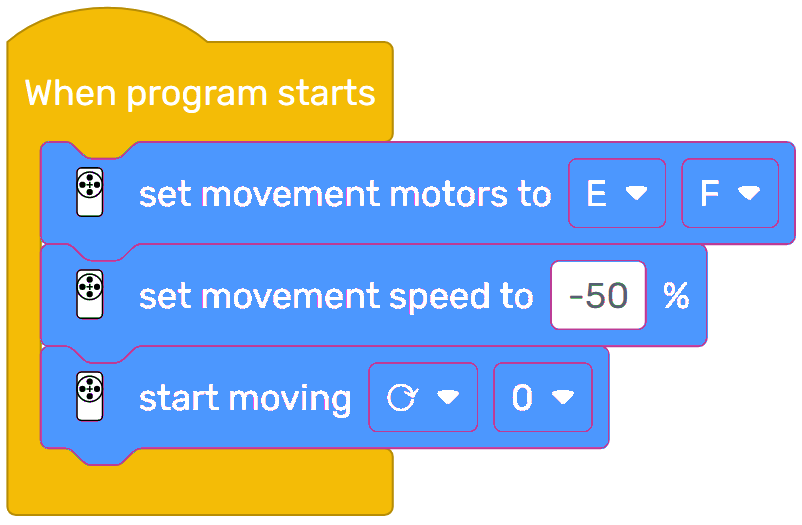 When program starts
set movement motors to E F
set movement speed to -50 %
start moving 0